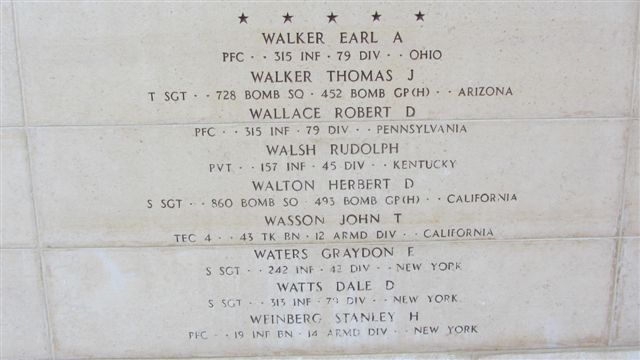 WALKER EARL A
PFC · · 315 INF · 79 DIV · · OHIO
WALKER THOMAS J
T SGT · · 728 BOMB SQ · 452 BOMB GP(H) · · ARIZONA
WALLACE ROBERT D
PFC · · 315 INF · 79 DIV · · PENNSYLVANIA
WALSH RUDOLPH
PVT · · 157 INF · 45 DIV · · KENTUCKY
WALTON HERBERT D
S SGT · · 860 BOMB SQ · 493 BOMB GP(H) · · CALIFORNIA
WASSON JOHN T
TEC 4 · · 43 TK BN · 12 ARMD DIV · · CALIFORNIA
WATERS GRAYDON E
S SGT · · 242 INF · 42 DIV · · NEW YORK
WATTS DALE D
S SGT · · 313 INF · 79 DIV · · NEW YORK
WEINBERG STANLEY H
PFC · · 19 INF BN · 14 ARMD DIV · · NEW YORK